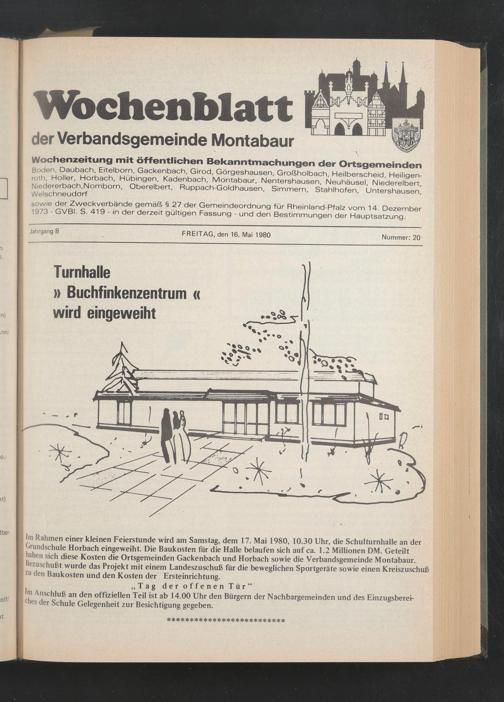 Wochenblatt
der Verbandsgemeinde Montabaur
Wochenzeitung mit öffentlichen Bekanntmachungen der Ortsgemeinden
Boden, Daubach, Eitelborn, Gackenbach, Girod, Görgeshausen, Großholbach, Heilberscheid, Heiligen-
roth, Holler, Horbach, Hübingen, Kadenbach, Montabaur, Nentershausen, Neuhäusel, Niederelbert,
Niedererbach, Nomborn, Oberelbert, Ruppach-Goldhausen, Simmern, Stahlhofen, Untershausen,
Welschneudorf
sowie der Zweckverbände gemäß § 27 der Gemeindeordnung für Rheinland-Pfalz vom 14. Dezember
1973 - GVBl. S. 419 - in der derzeit gültigen Fassung - und den Bestimmungen der Hauptsatzung.
Jahrgang 8 FREITAG, den 16. Mai 1980 Nummer: 20
Turnhalle
» Buchfinkenzentrum «
wird eingeweiht
Im Rahmen einer kleinen Feierstunde wird am Samstag, dem 17. Mai 1980, 10.30 Uhr, die Schulturnhalle an der
Grundschule Horbach eingeweiht. Die Baukosten für die Halle belaufen sich auf ca. 1.2 Millionen DM. Geteilt
haben sich diese Kosten die Ortsgemeinden Gackenbach und Horbach sowie die Verbandsgemeinde Montabaur.
Bezuschußt wurde das Projekt mit einem Landeszuschuß für die beweglichen Sportgeräte sowie einen Kreiszuschuß
zu den Baukosten und den Kosten der Ersteinrichtung.
„Tag der offenen Tür"
Im Anschluß an den offiziellen Teil ist ab 14.00 Uhr den Bürgern der Nachbargemeinden und des Einzugsberei-
ches der Schule Gelegenheit zur Besichtigung gegeben.
**************************